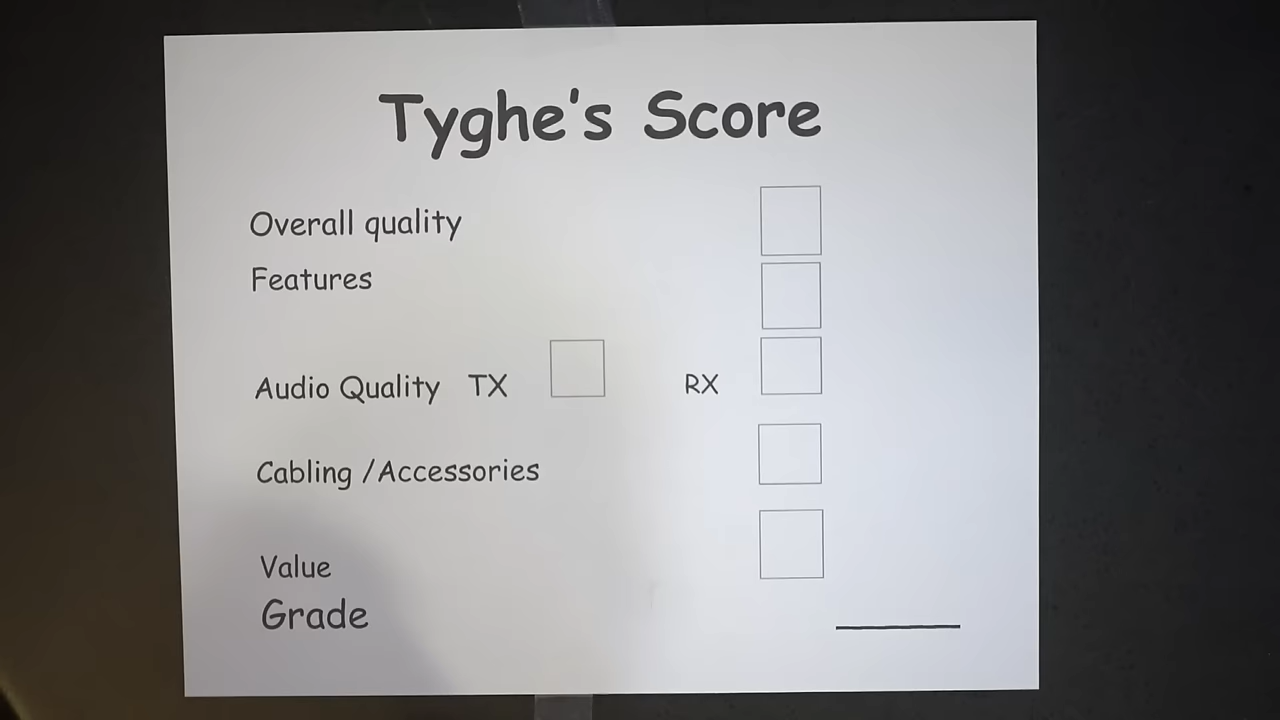 Tyghe's Score
Overall quality
Features
Audio Quality TX RX
Cabling /Accessories
Value
Grade